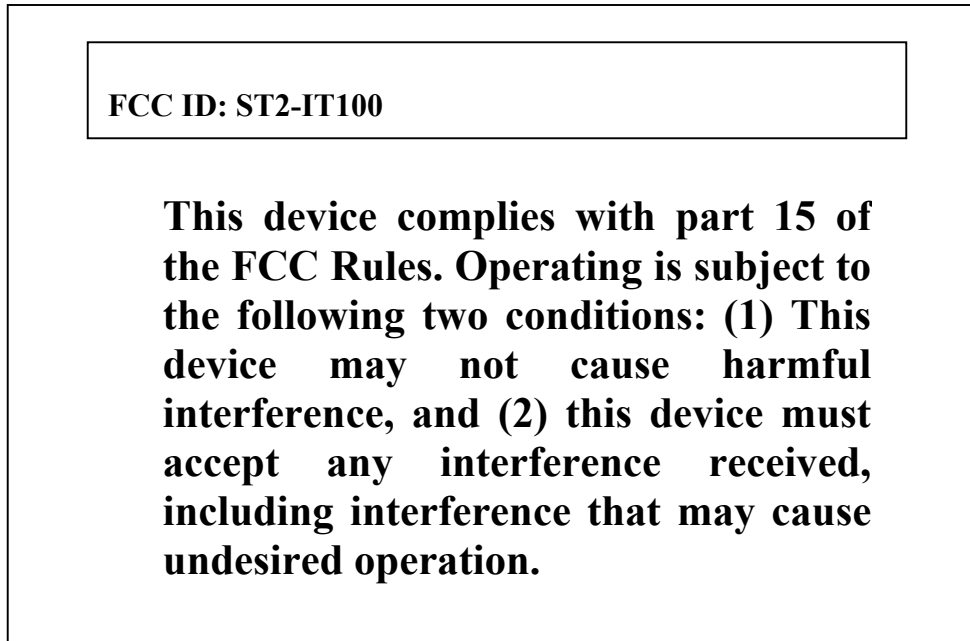 FCC ID: ST2-IT100
This device complies with part 15 of
the FCC Rules. Operating is subject to
the following two conditions: (1) This
device may not cause harmful
interference, and (2) this device must
accept any interference received,
including interference that may cause
undesired operation.